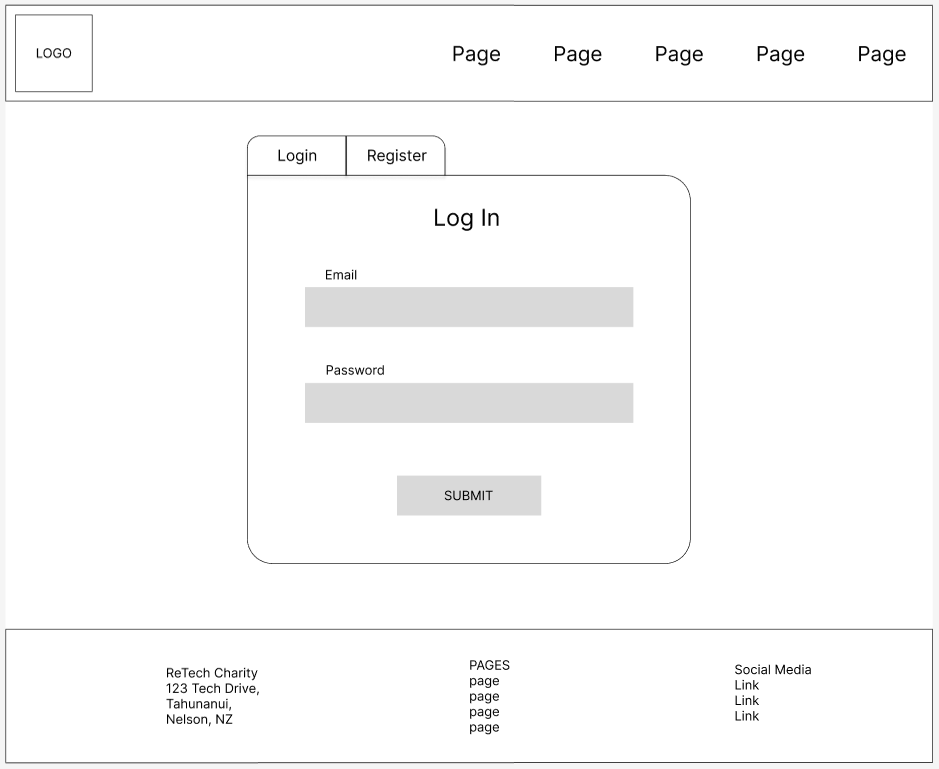 LOGO
Page Page Page Page Page
Login Register
Log In
Email
Password
SUBMIT
ReTech Charity
123 Tech Drive,
Tahunanui,
Nelson, NZ
PAGES
page
page
page
page
Social Media
Link
Link
Link